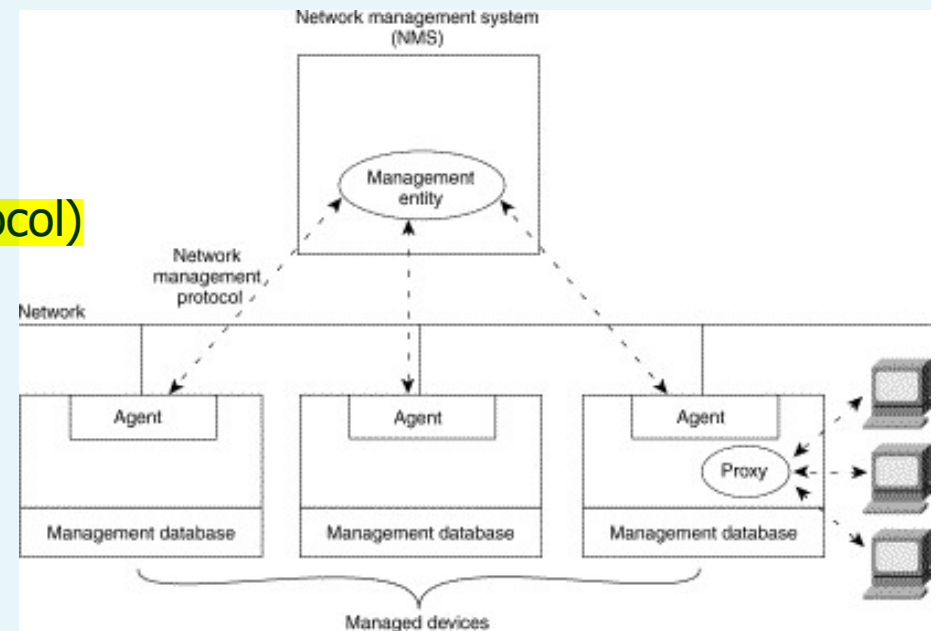 Network management system
(NMS)
Management
entity
ocol)
Network
management
protocol
Network
Agent
Agent
Agent
Proxy
Management database
Management database
Management database
Managed devices